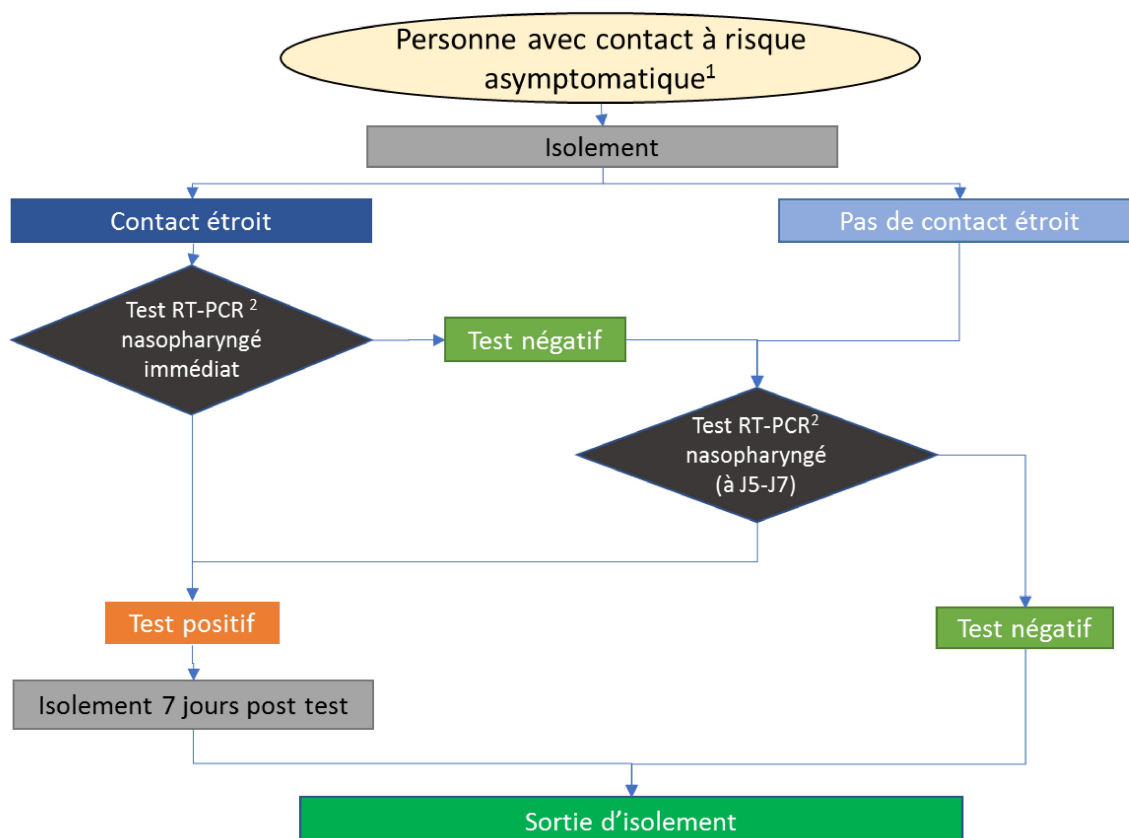 Personne avec contact à risque
asymptomatique¹
Isolement
Contact étroit
Pas de contact étroit
Test RT-PCR ²
nasopharyngé
immédiat
Test négatif
Test RT-PCR²
nasopharyngé
(à J5-J7)
Test positif
Test négatif
Isolement 7 jours post test
Sortie d’isolement